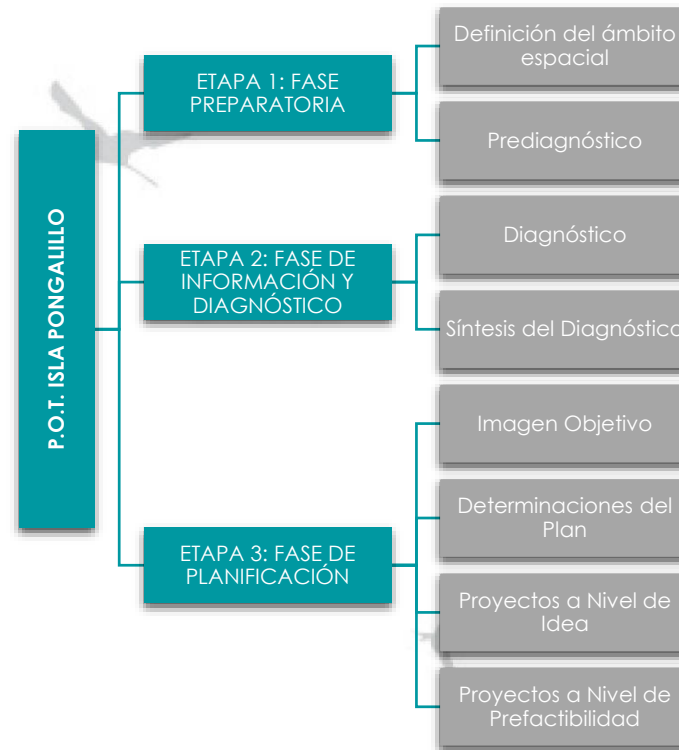 P.O.T. ISLA PONGALILLO
ETAPA 1: FASE
PREPARATORIA
Definición del ámbito
espacial
Prediagnóstico
ETAPA 2: FASE DE
INFORMACIÓN Y
DIAGNÓSTICO
Diagnóstico
Síntesis del Diagnóstico
ETAPA 3: FASE DE
PLANIFICACIÓN
Imagen Objetivo
Determinaciones del
Plan
Proyectos a Nivel de
Idea
Proyectos a Nivel de
Prefactibilidad